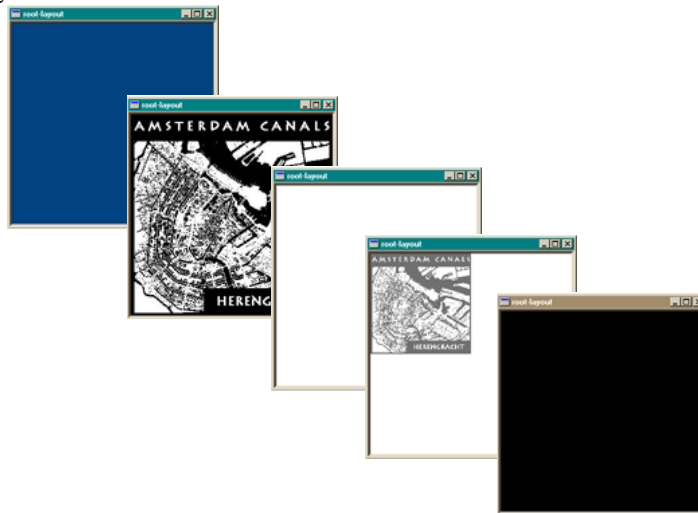 root-layout
root-layout
AMSTERDAM CANALS
HERENG
root-layout
root-layout
AMSTERDAM CANALS
HERENGRACHT
root-layout